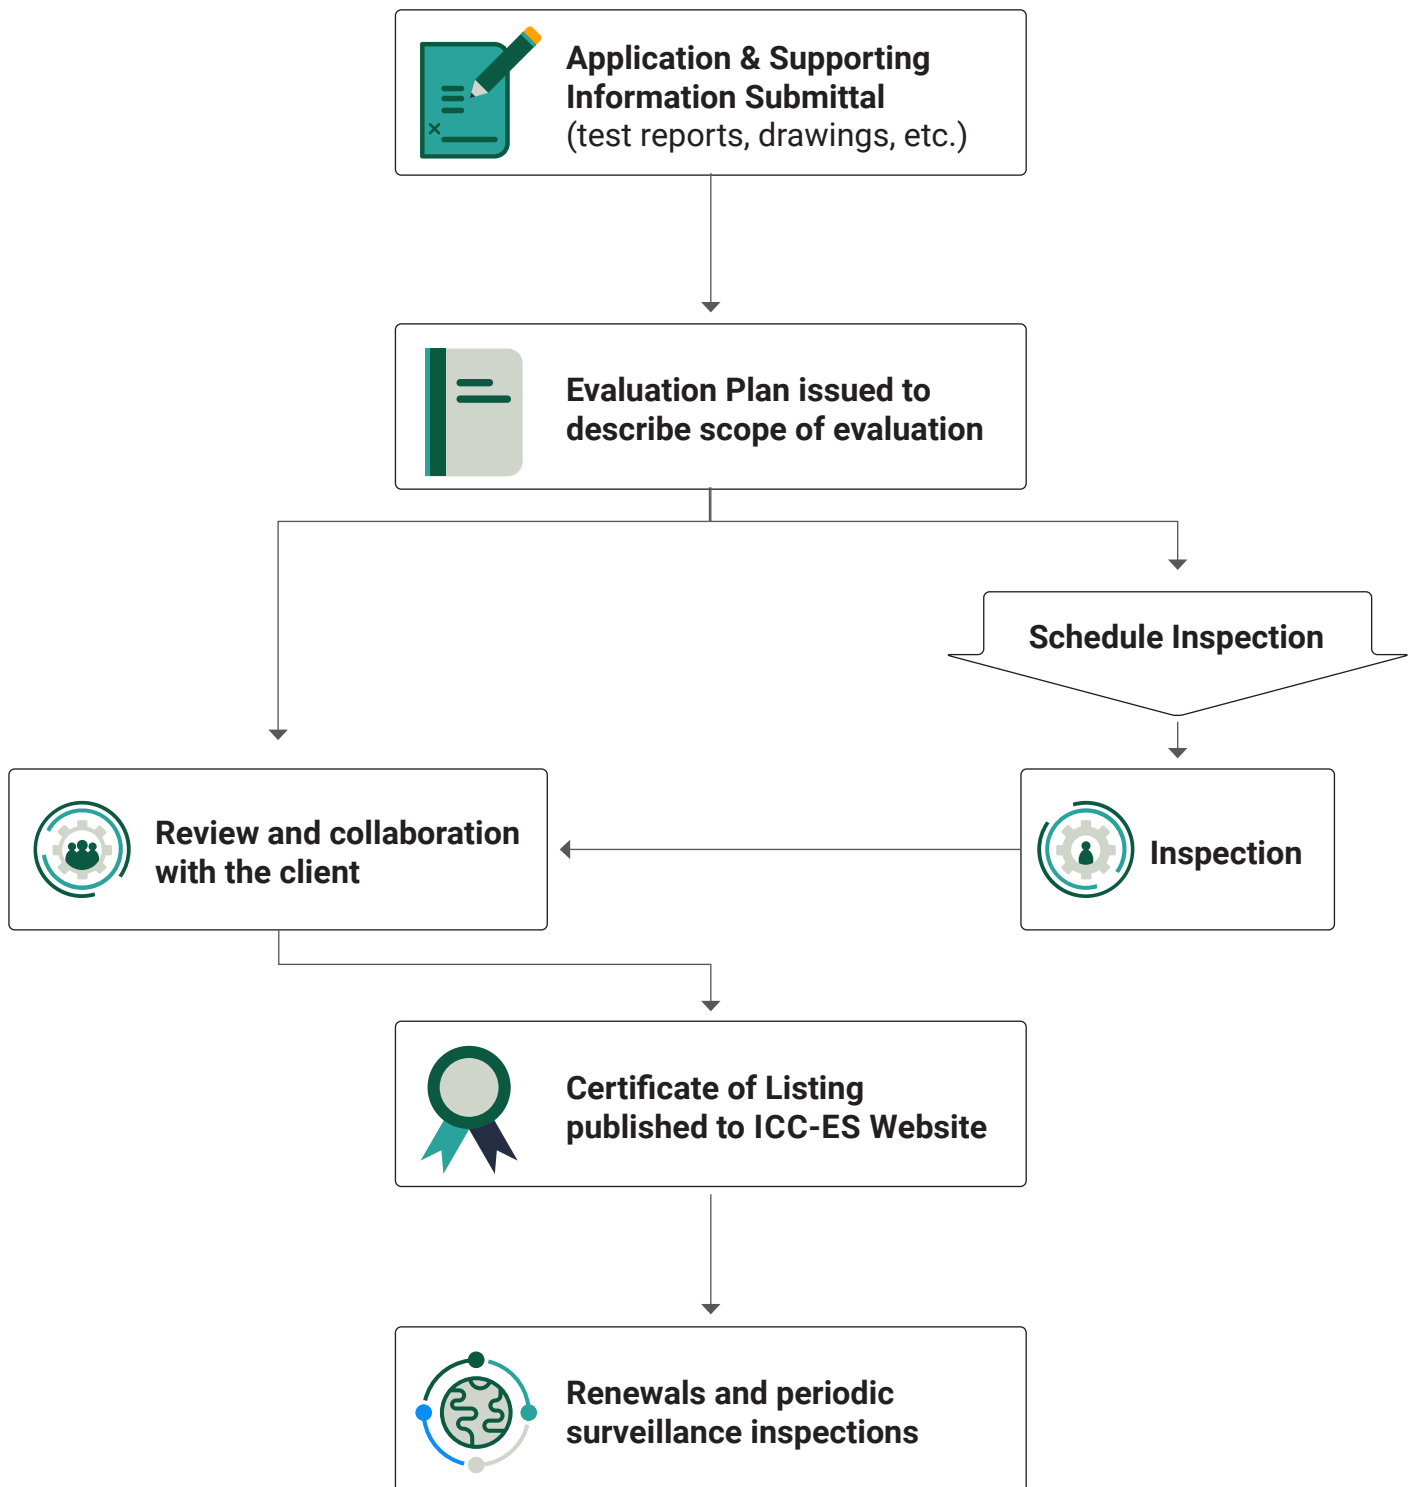 Application & Supporting
Information Submittal
(test reports, drawings, etc.)
Evaluation Plan issued to
describe scope of evaluation
Schedule Inspection
Review and collaboration
with the client
Inspection
Certificate of Listing
published to ICC-ES Website
Renewals and periodic
surveillance inspections